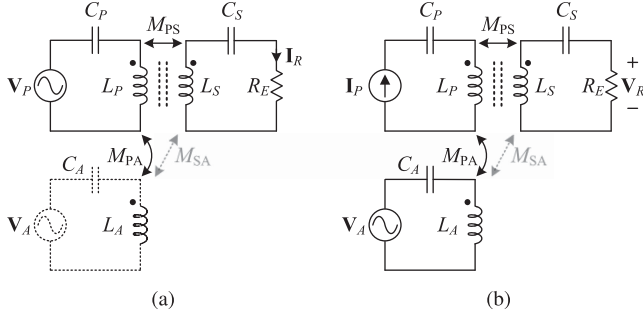 C_P M_PS C_S
I_R
V_P L_P L_S R_E
M_PA M_SA
C_A
V_A L_A
(a)
C_P M_PS C_S
+
I_P L_P L_S R_E V_R
−
M_PA M_SA
C_A
V_A L_A
(b)